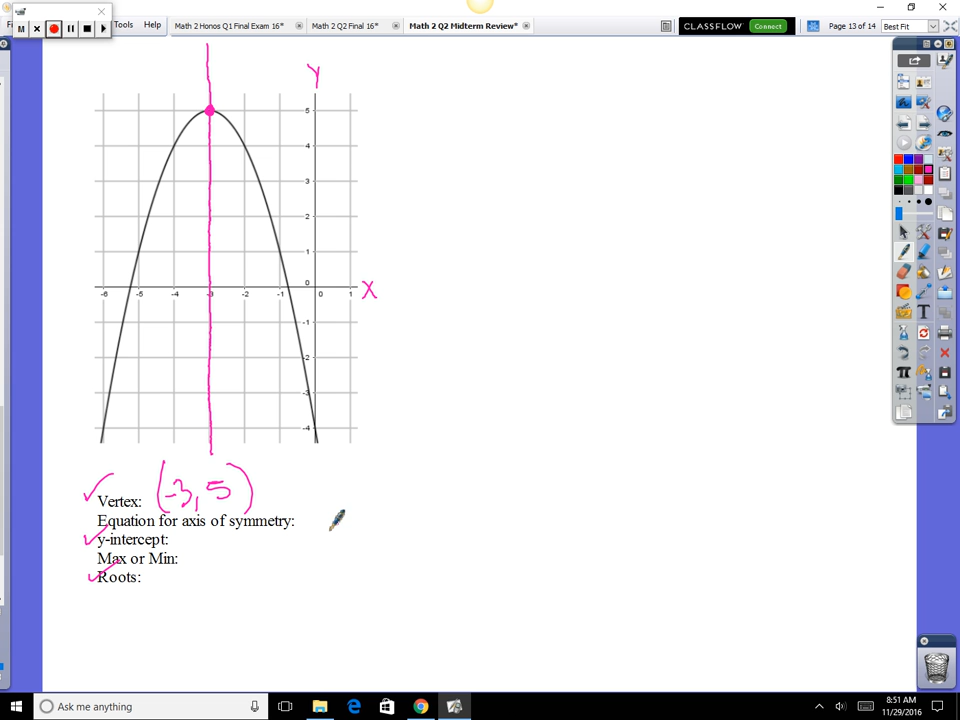 Tools Help Math 2 Honos Q1 Final Exam 16* Math 2 Q2 Final 16* Math 2 Q2 Midterm Review* CLASSFLOW Connect Page 13 of 14 Best Fit
M
Y
5
4
3
2
1
0
-6 -5 -4 -3 -2 -1 0 1 X
-1
-2
-3
-4
Vertex: (-3, 5)
Equation for axis of symmetry:
y-intercept:
Max or Min:
Roots:
T
π
Ask me anything
8:51 AM
11/29/2016